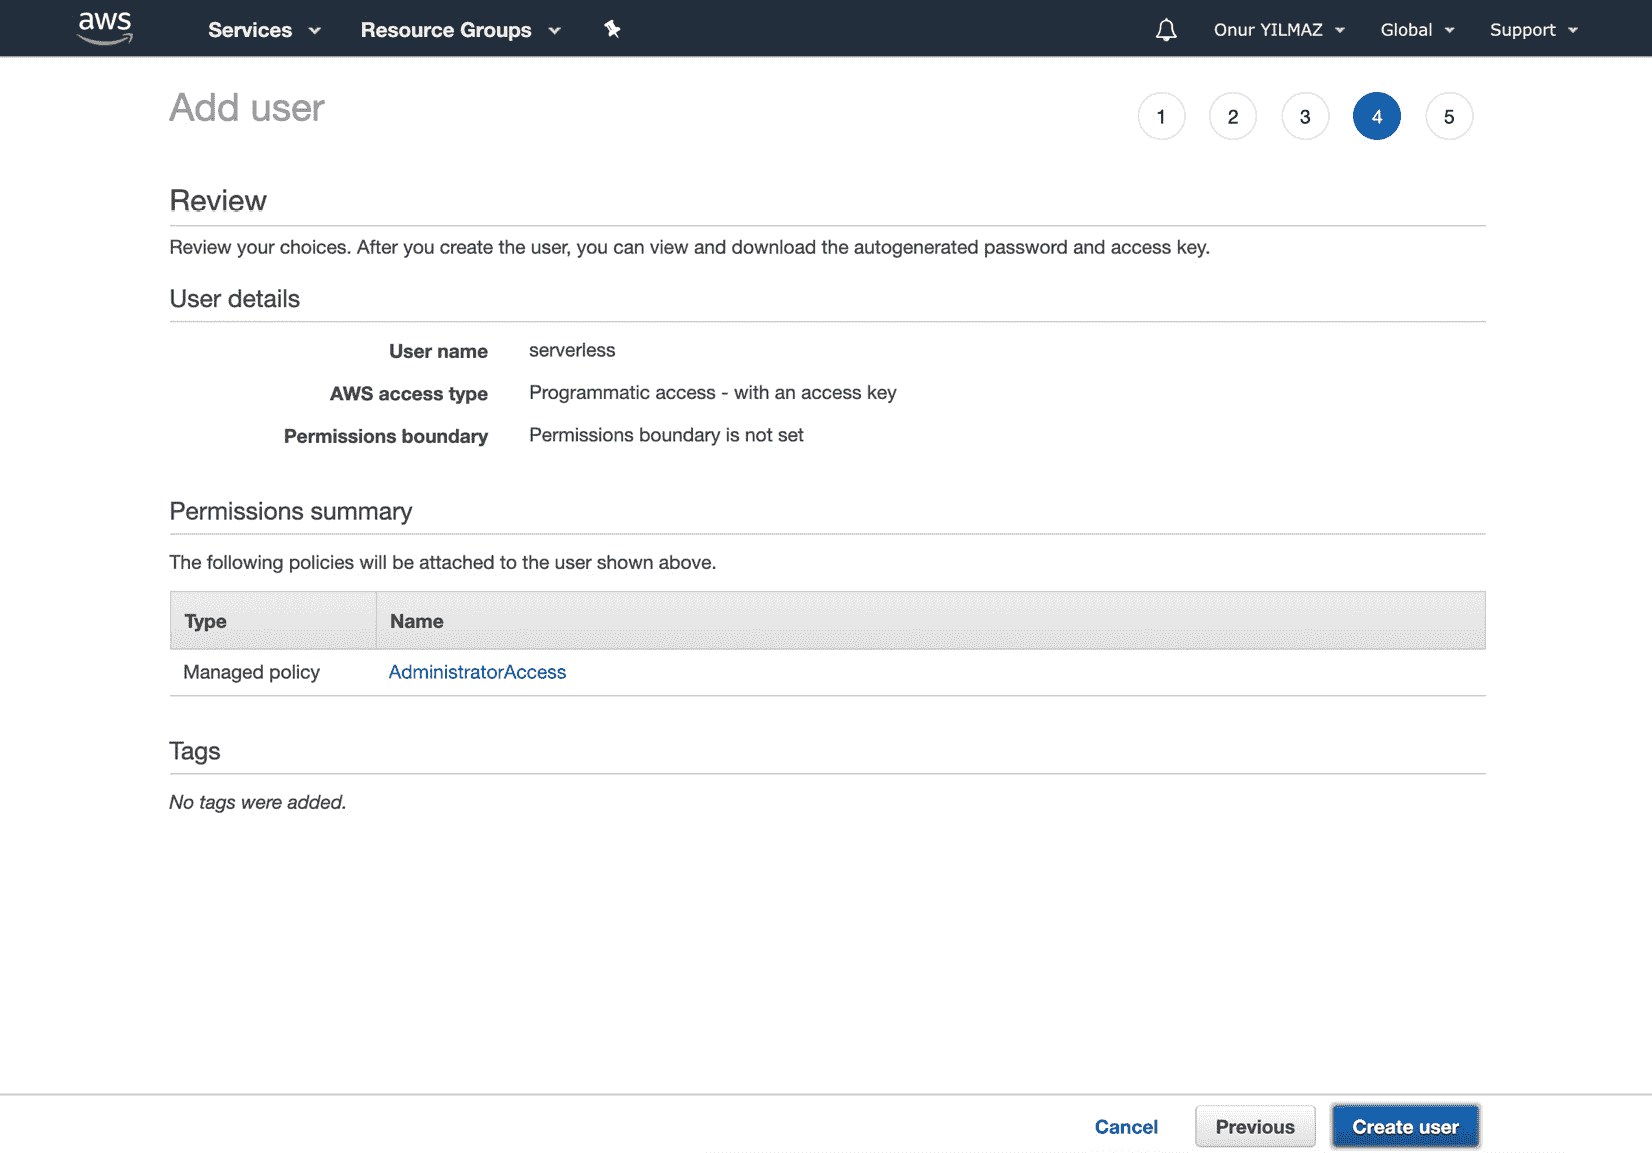 aws Services Resource Groups Onur YILMAZ Global Support
Add user 1 2 3 4 5
Review
Review your choices. After you create the user, you can view and download the autogenerated password and access key.
User details
User name serverless
AWS access type Programmatic access - with an access key
Permissions boundary Permissions boundary is not set
Permissions summary
The following policies will be attached to the user shown above.
Type Name
Managed policy AdministratorAccess
Tags
No tags were added.
Cancel Previous Create user